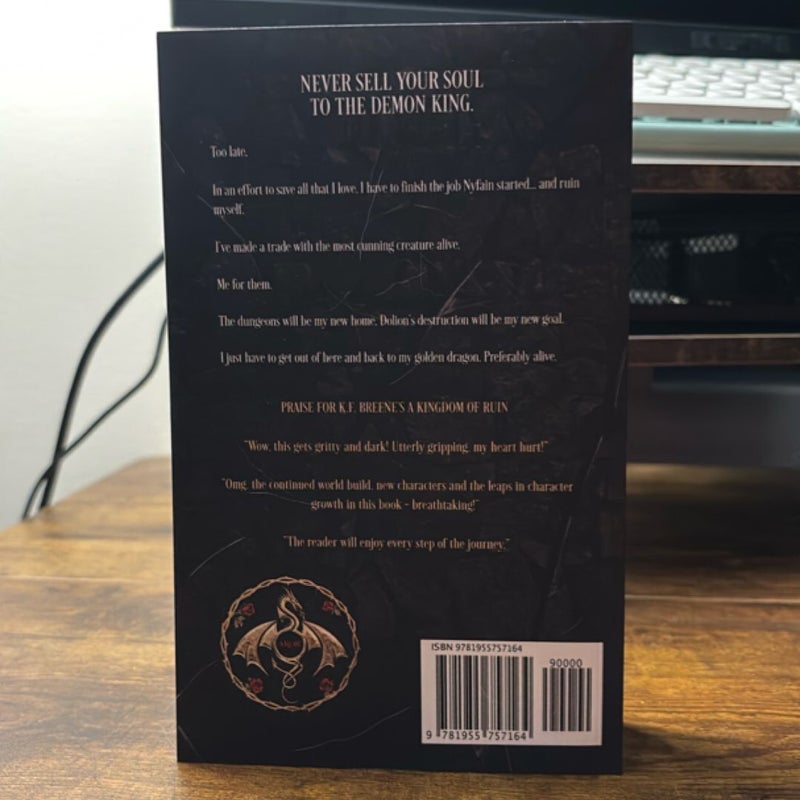 NEVER SELL YOUR SOUL
TO THE DEMON KING.
Too late.
In an effort to save all that I love, I have to finish the job Nyfain started... and ruin
myself.
I've made a trade with the most cunning creature alive.
Me for them.
The dungeons will be my new home. Dolion's destruction will be my new goal.
I just have to get out of here and back to my golden dragon. Preferably alive.
PRAISE FOR K.F. BREENE'S A KINGDOM OF RUIN
"Wow, this gets gritty and dark! Utterly gripping, my heart hurt!"
"Omg, the continued world build, new characters and the leaps in character
growth in this book - breathtaking!"
"The reader will enjoy every step of the journey."
ISBN 9781955757164
90000
9 781955 757164